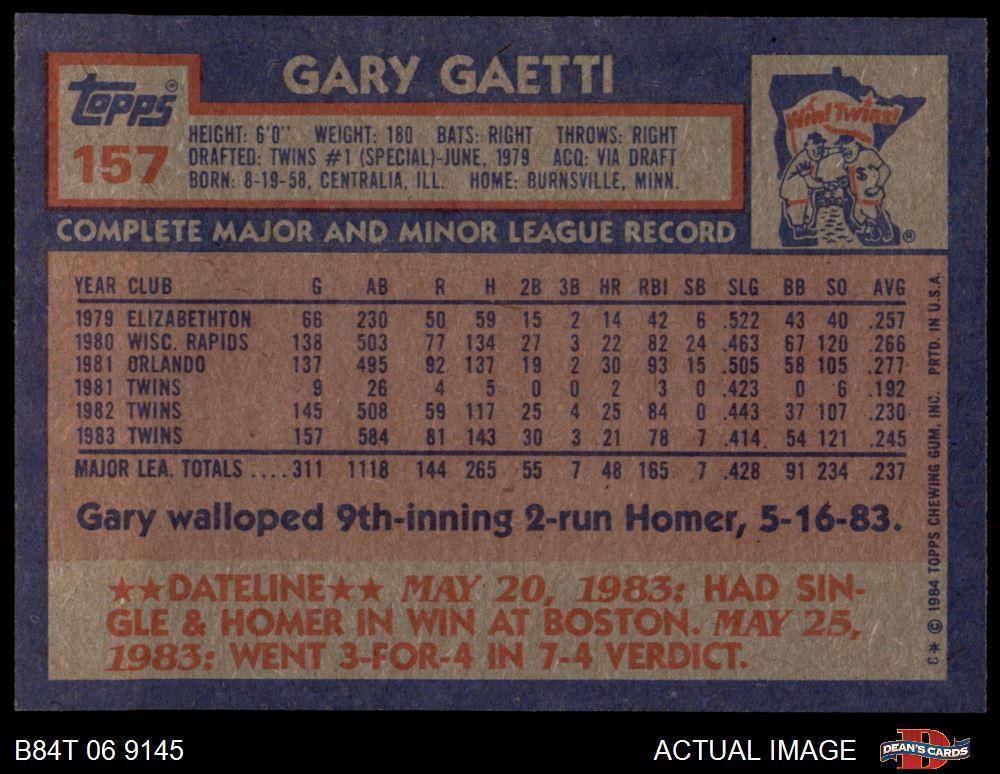 GARY GAETTI
topps®
157
HEIGHT: 6'0" WEIGHT: 180 BATS: RIGHT THROWS: RIGHT
DRAFTED: TWINS #1 (SPECIAL)-JUNE, 1979 ACQ: VIA DRAFT
BORN: 8-19-58, CENTRALIA, ILL. HOME: BURNSVILLE, MINN.
Win! Twins!
$
®
COMPLETE MAJOR AND MINOR LEAGUE RECORD
YEAR CLUB G AB R H 2B 3B HR RBI SB SLG BB SO AVG
1979 ELIZABETHTON 66 230 50 59 15 2 14 42 6 .522 43 40 .257
1980 WISC. RAPIDS 138 503 77 134 27 3 22 82 24 .463 67 120 .266
1981 ORLANDO 137 495 92 137 19 2 30 93 15 .505 58 105 .277
1981 TWINS 9 26 4 5 0 0 2 3 0 .423 0 6 .192
1982 TWINS 145 508 59 117 25 4 25 84 0 .443 37 107 .230
1983 TWINS 157 584 81 143 30 3 21 78 7 .414 54 121 .245
MAJOR LEA. TOTALS ....311 1118 144 265 55 7 48 165 7 .428 91 234 .237
Gary walloped 9th-inning 2-run Homer, 5-16-83.
★★DATELINE★★ MAY 20, 1983: HAD SIN-
GLE & HOMER IN WIN AT BOSTON. MAY 25,
1983: WENT 3-FOR-4 IN 7-4 VERDICT.
C* © 1984 TOPPS CHEWING GUM, INC. PRTD. IN U.S.A.
B84T 06 9145
ACTUAL IMAGE
DEAN'S CARDS